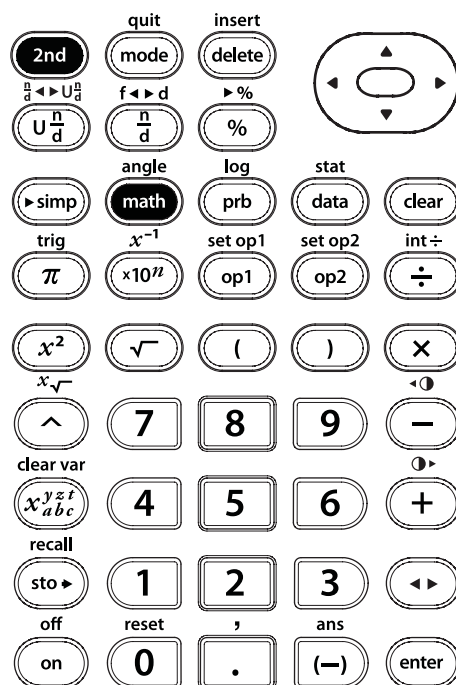 quit insert
2nd mode delete
n/d ◄► U n/d f ◄► d ► %
U n/d n/d %
angle log stat
► simp math prb data clear
trig x⁻¹ set op1 set op2 int ÷
π ×10ⁿ op1 op2 ÷
x² √ ( ) ×
ˣ√
^ 7 8 9 −
clear var
x y z t a b c 4 5 6 +
recall
sto ► 1 2 3 ◄►
off reset , ans
on 0 . (−) enter